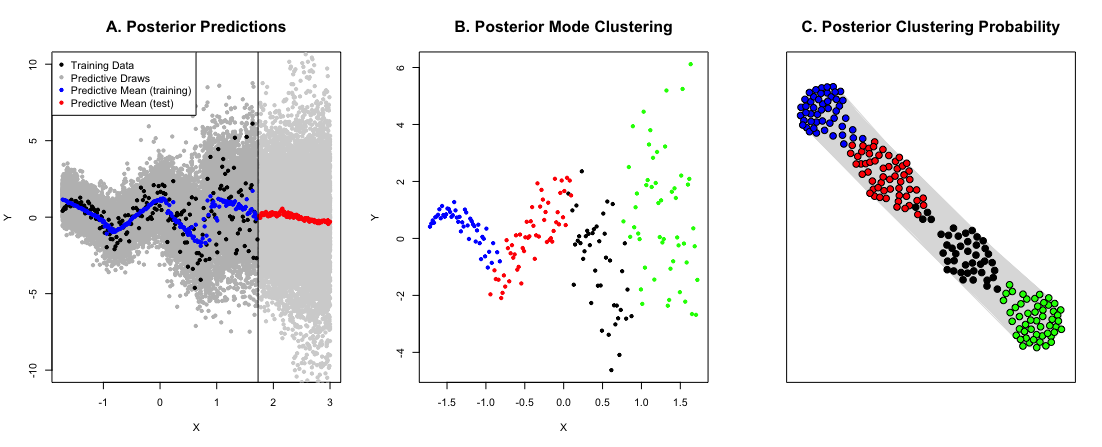 A. Posterior Predictions
B. Posterior Mode Clustering
C. Posterior Clustering Probability
Training Data
Predictive Draws
Predictive Mean (training)
Predictive Mean (test)
Y
10
5
0
-5
-10
-1
0
1
2
3
X
Y
6
4
2
0
-2
-4
-1.5
-1.0
-0.5
0.0
0.5
1.0
1.5
X